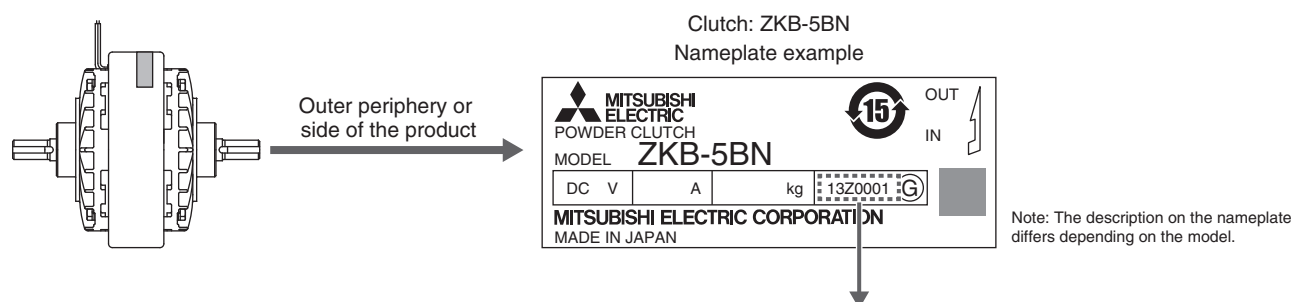 Clutch: ZKB-5BN
Nameplate example
Outer periphery or
side of the product
MITSUBISHI
ELECTRIC
POWDER CLUTCH
MODEL ZKB-5BN
15
OUT
IN
DC V A kg 13Z0001 G
MITSUBISHI ELECTRIC CORPORATION
MADE IN JAPAN
Note: The description on the nameplate
differs depending on the model.